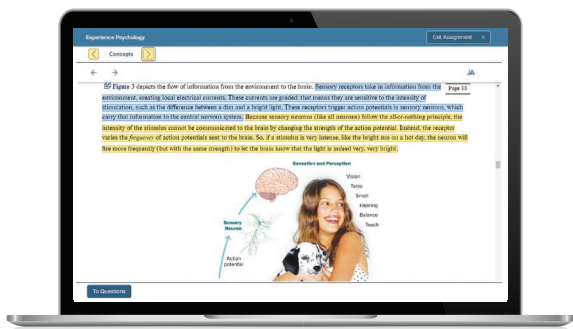 Experience Psychology
Exit Assignment X
Concepts
JA
Figure 3 depicts the flow of information from the environment to the brain. Sensory receptors take in information from the
Page 88
environment, creating local electrical currents. These currents are graded; that means they are sensitive to the intensity of
stimulation, such as the difference between a dim and a bright light. These receptors trigger action potentials in sensory neurons, which
carry that information to the central nervous system. Because sensory neurons (like all neurons) follow the all-or-nothing principle, the
intensity of the stimulus cannot be communicated to the brain by changing the strength of the action potential. Instead, the receptor
varies the frequency of action potentials sent to the brain. So, if a stimulus is very intense, like the bright sun on a hot day, the neuron will
fire more frequently (but with the same strength) to let the brain know that the light is indeed very, very bright.
Sensation and Perception
Vision
Taste
Smell
Hearing
Balance
Touch
Sensory
Neuron
Action
potential
To Questions